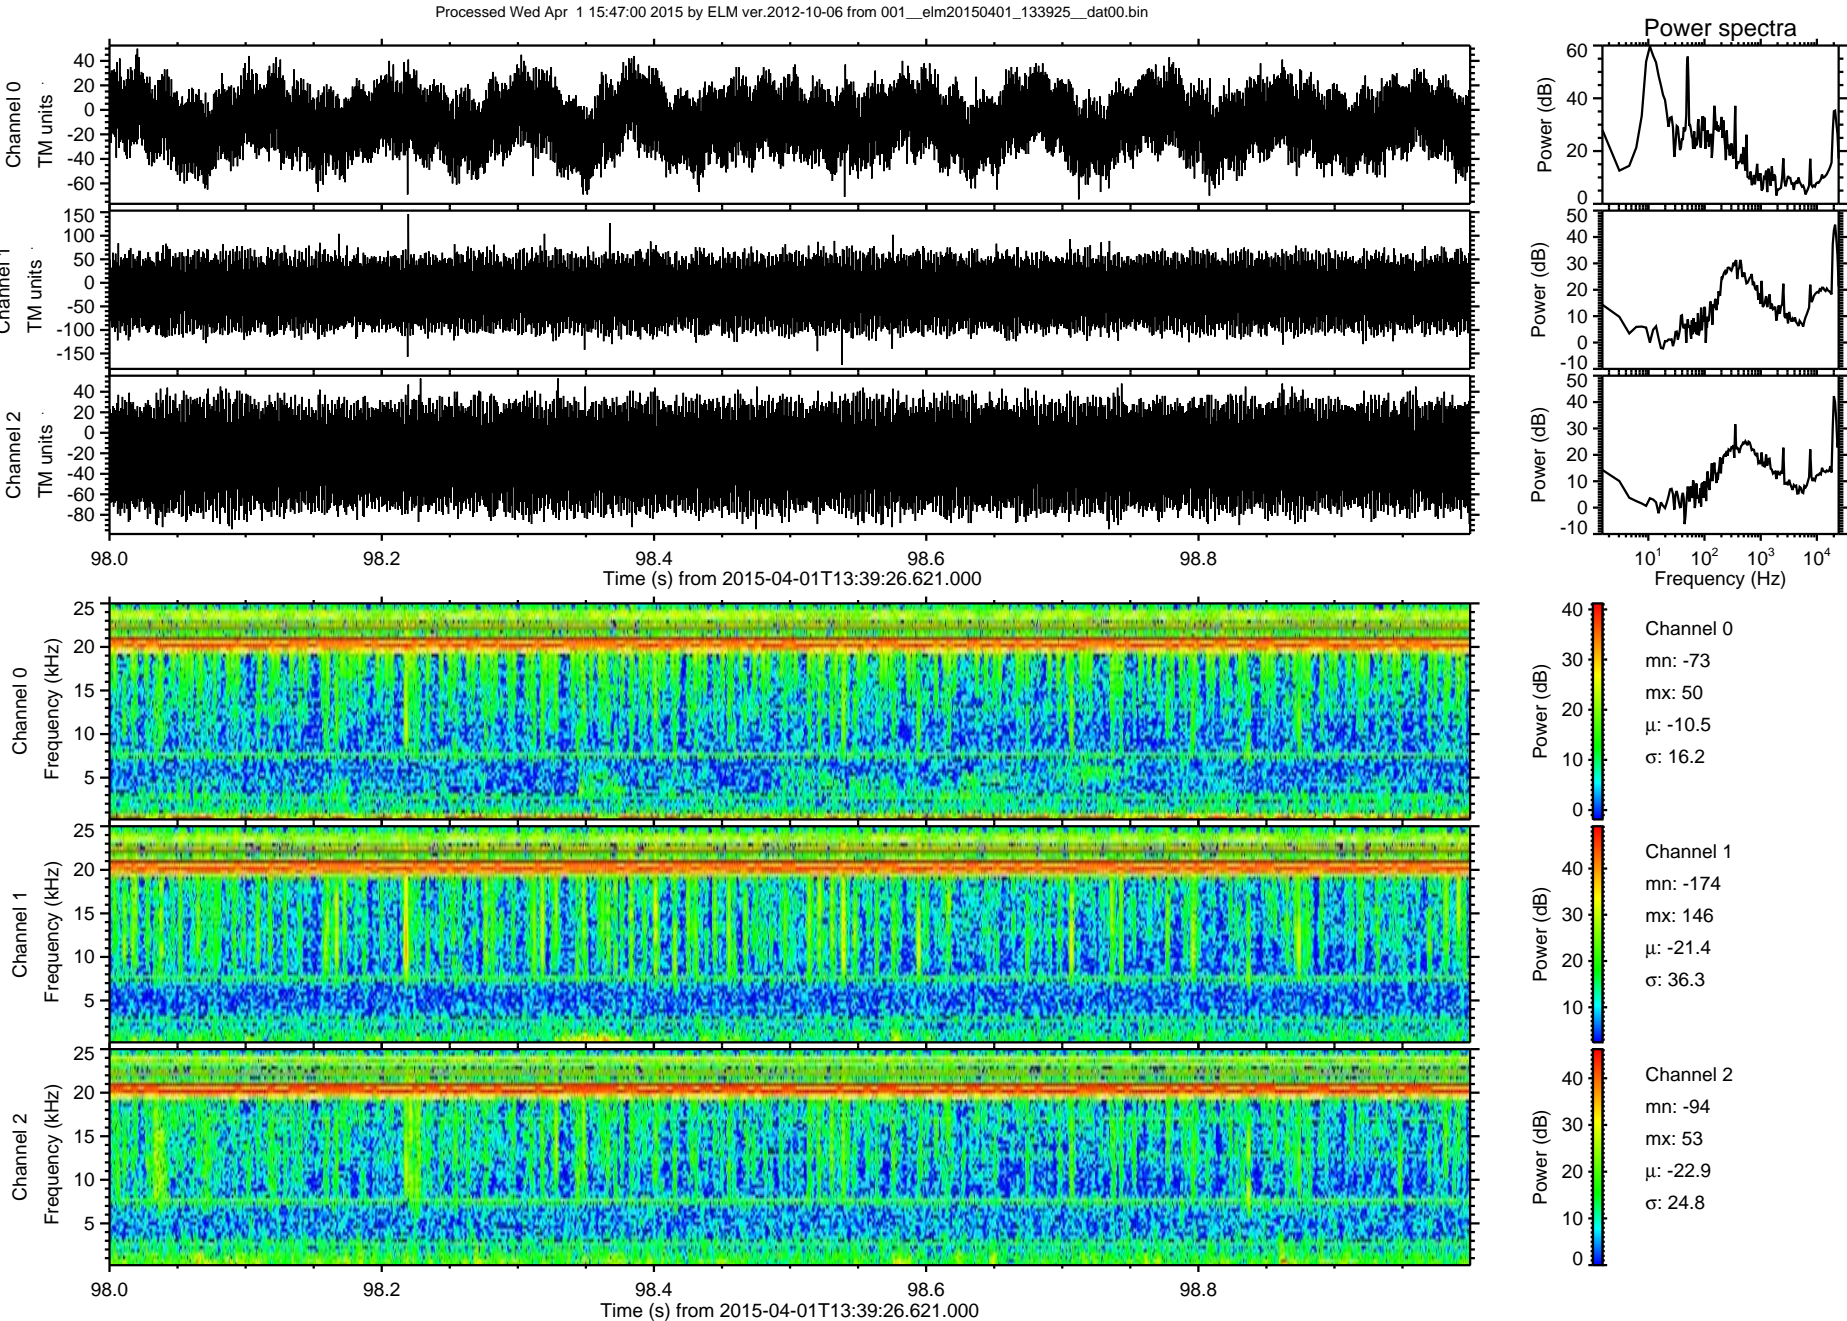 Processed Wed Apr  1 15:47:00 2015 by ELM ver.2012-10-06 from 001__elm20150401_133925__dat00.bin
Power spectra
Channel 0
TM units
40
20
0
-20
-40
-60
Power (dB)
60
40
20
0
Channel 1
TM units
150
100
50
0
-50
-100
-150
Power (dB)
50
40
30
20
10
0
-10
Channel 2
TM units
40
20
0
-20
-40
-60
-80
Power (dB)
50
40
30
20
10
0
-10
98.0 98.2 98.4 98.6 98.8
Time (s) from 2015-04-01T13:39:26.621.000
10^1 10^2 10^3 10^4
Frequency (Hz)
Channel 0
Frequency (kHz)
25
20
15
10
5
Power (dB)
40
30
20
10
0
Channel 0
mn: -73
mx: 50
μ: -10.5
σ: 16.2
Channel 1
Frequency (kHz)
25
20
15
10
5
Power (dB)
40
30
20
10
Channel 1
mn: -174
mx: 146
μ: -21.4
σ: 36.3
Channel 2
Frequency (kHz)
25
20
15
10
5
Power (dB)
40
30
20
10
0
Channel 2
mn: -94
mx: 53
μ: -22.9
σ: 24.8
98.0 98.2 98.4 98.6 98.8
Time (s) from 2015-04-01T13:39:26.621.000